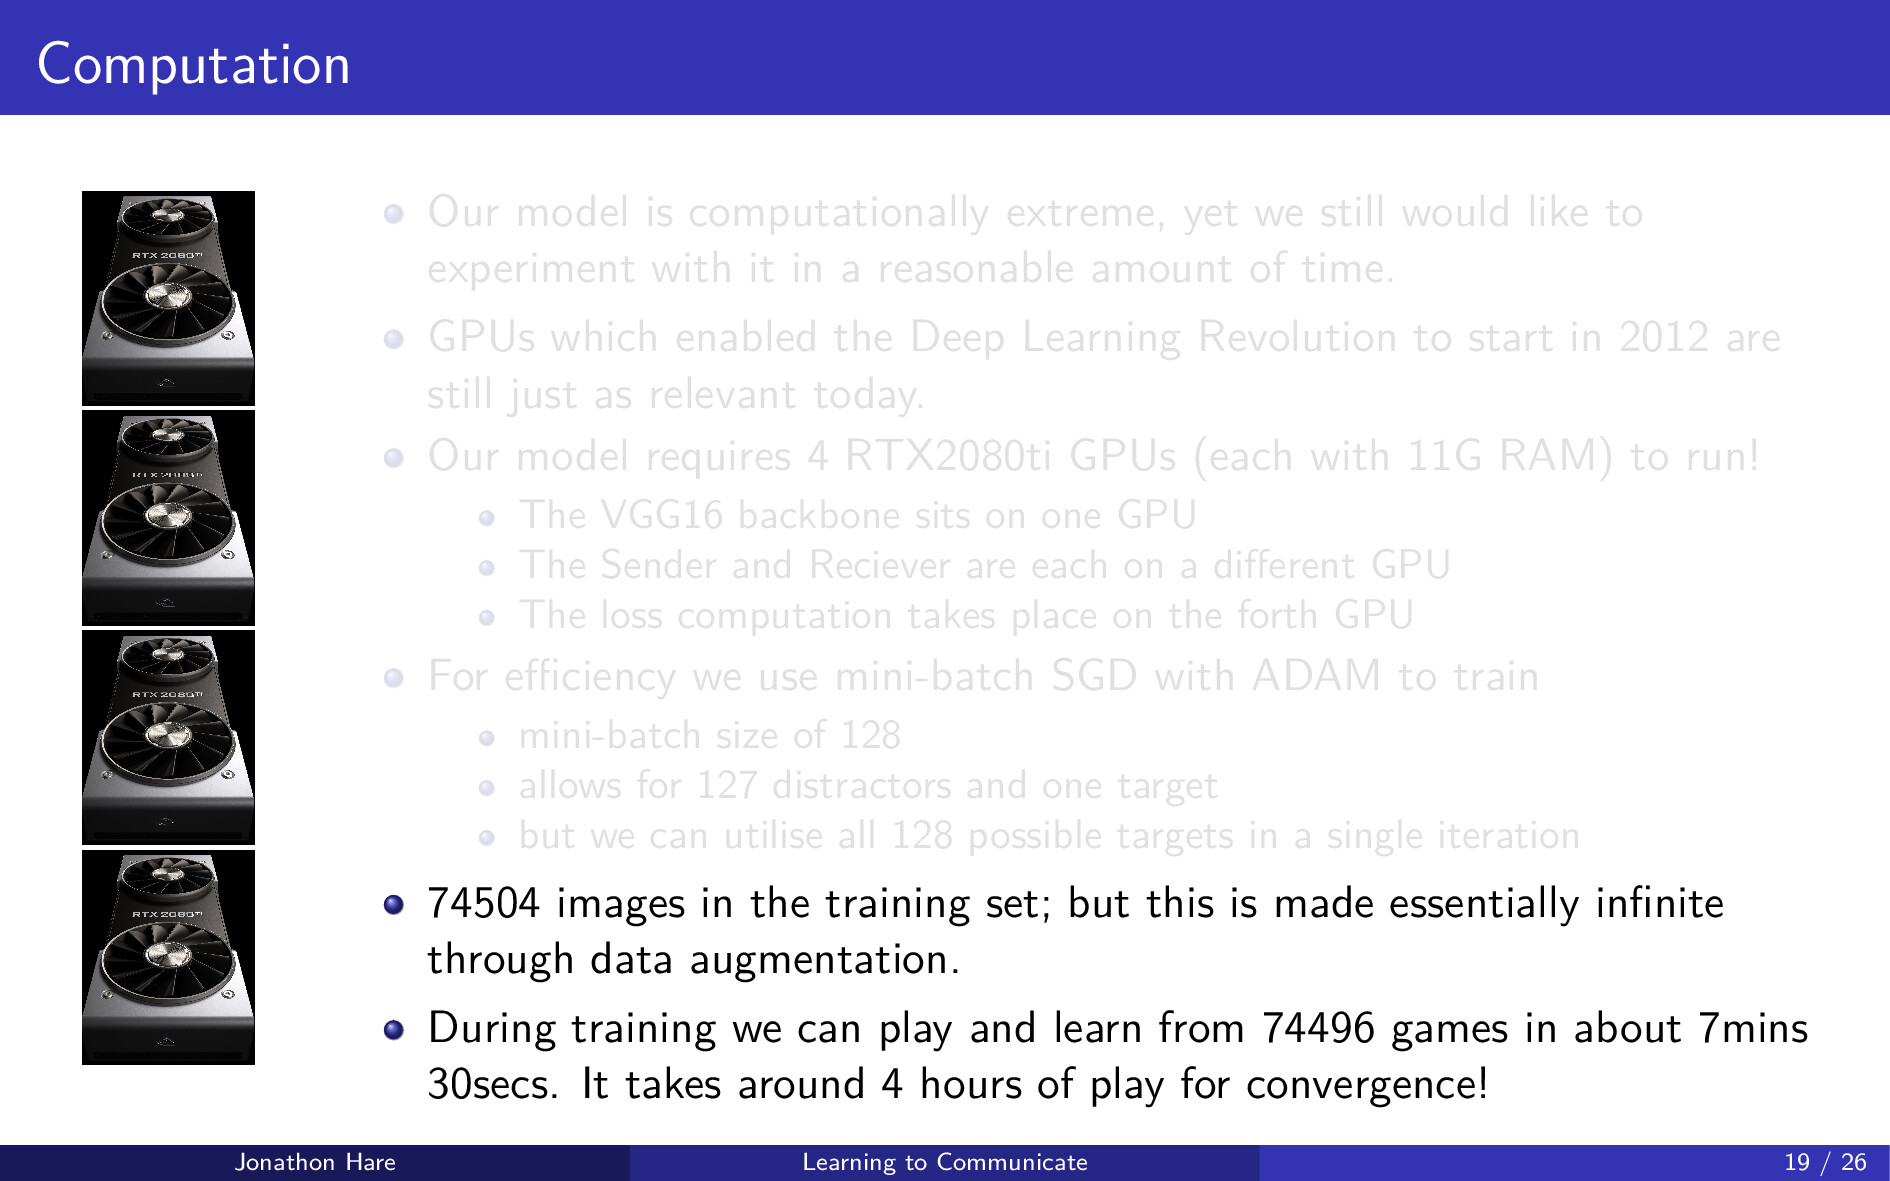 Computation
RTX 2080Ti
RTX 2080Ti
RTX 2080Ti
RTX 2080Ti
Our model is computationally extreme, yet we still would like to
experiment with it in a reasonable amount of time.
GPUs which enabled the Deep Learning Revolution to start in 2012 are
still just as relevant today.
Our model requires 4 RTX2080ti GPUs (each with 11G RAM) to run!
The VGG16 backbone sits on one GPU
The Sender and Reciever are each on a different GPU
The loss computation takes place on the forth GPU
For efficiency we use mini-batch SGD with ADAM to train
mini-batch size of 128
allows for 127 distractors and one target
but we can utilise all 128 possible targets in a single iteration
74504 images in the training set; but this is made essentially infinite
through data augmentation.
During training we can play and learn from 74496 games in about 7mins
30secs. It takes around 4 hours of play for convergence!
Jonathon Hare
Learning to Communicate
19 / 26